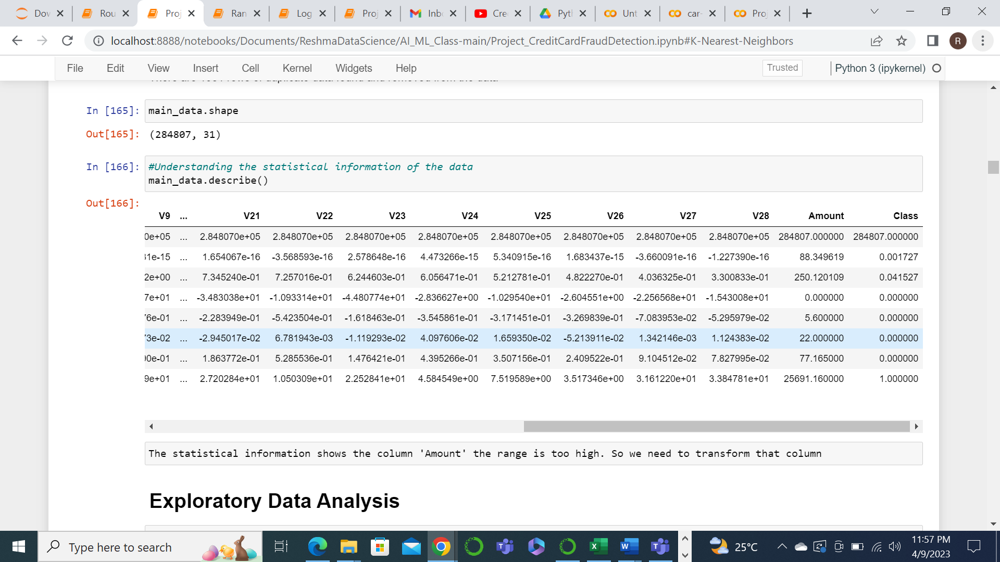 Dov
Rou
Proj
Ran
Log
Proj
Inb
Cre
Pyt
Unt
car-
Proj
localhost:8888/notebooks/Documents/ReshmaDataScience/AI_ML_Class-main/Project_CreditCardFraudDetection.ipynb#K-Nearest-Neighbors
R
File Edit View Insert Cell Kernel Widgets Help
Trusted
Python 3 (ipykernel)
In [165]: main_data.shape
Out[165]: (284807, 31)
In [166]: #Understanding the statistical information of the data
main_data.describe()
Out[166]:
V9 ... V21 V22 V23 V24 V25 V26 V27 V28 Amount Class
0e+05 ... 2.848070e+05 2.848070e+05 2.848070e+05 2.848070e+05 2.848070e+05 2.848070e+05 2.848070e+05 2.848070e+05 284807.000000 284807.000000
1e-15 ... 1.654067e-16 -3.568593e-16 2.578648e-16 4.473266e-15 5.340915e-16 1.683437e-15 -3.660091e-16 -1.227390e-16 88.349619 0.001727
2e+00 ... 7.345240e-01 7.257016e-01 6.244603e-01 6.056471e-01 5.212781e-01 4.822270e-01 4.036325e-01 3.300833e-01 250.120109 0.041527
7e+01 ... -3.483038e+01 -1.093314e+01 -4.480774e+01 -2.836627e+00 -1.029540e+01 -2.604551e+00 -2.256568e+01 -1.543008e+01 0.000000 0.000000
6e-01 ... -2.283949e-01 -5.423504e-01 -1.618463e-01 -3.545861e-01 -3.171451e-01 -3.269839e-01 -7.083953e-02 -5.295979e-02 5.600000 0.000000
3e-02 ... -2.945017e-02 6.781943e-03 -1.119293e-02 4.097606e-02 1.659350e-02 -5.213911e-02 1.342146e-03 1.124383e-02 22.000000 0.000000
0e-01 ... 1.863772e-01 5.285536e-01 1.476421e-01 4.395266e-01 3.507156e-01 2.409522e-01 9.104512e-02 7.827995e-02 77.165000 0.000000
9e+01 ... 2.720284e+01 1.050309e+01 2.252841e+01 4.584549e+00 7.519589e+00 3.517346e+00 3.161220e+01 3.384781e+01 25691.160000 1.000000
The statistical information shows the column 'Amount' the range is too high. So we need to transform that column
Exploratory Data Analysis
Type here to search
25°C
11:57 PM
4/9/2023